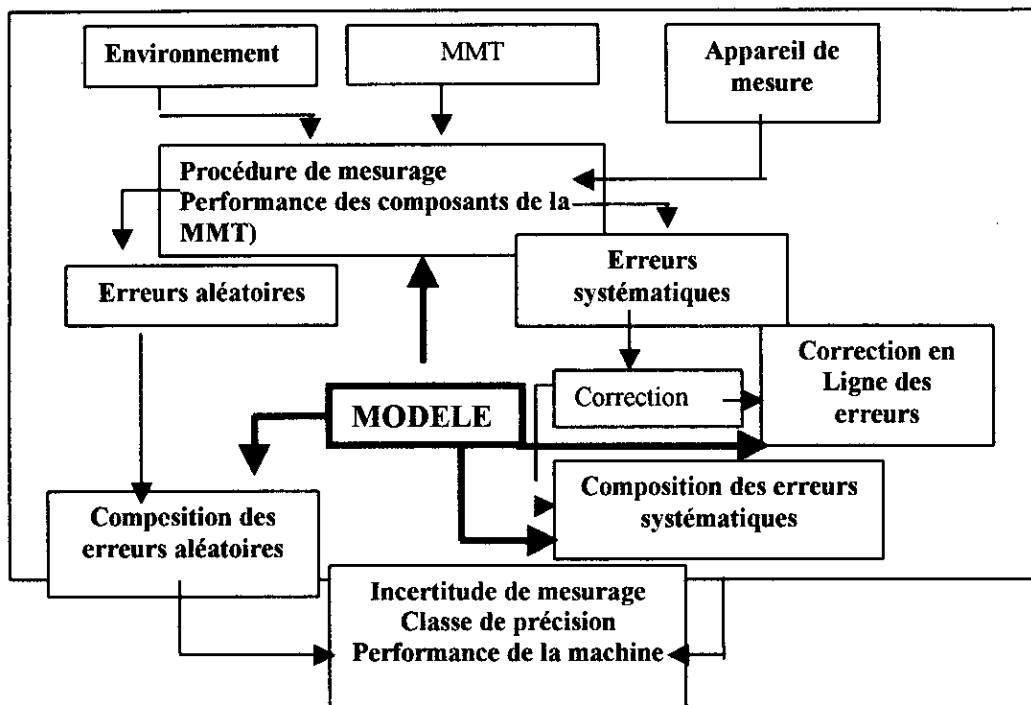 Environnement
MMT
Appareil de
mesure
Procédure de mesurage
Performance des composants de la
MMT)
Erreurs aléatoires
Erreurs
systématiques
Correction en
Ligne des
erreurs
Correction
MODELE
Composition des erreurs
systématiques
Composition des
erreurs aléatoires
Incertitude de mesurage
Classe de précision
Performance de la machine